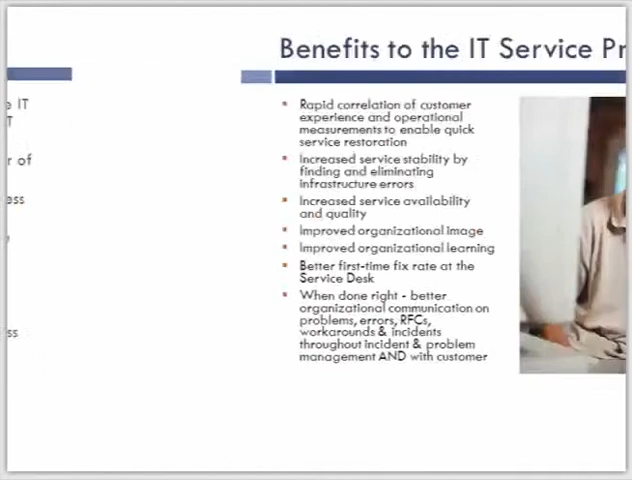 Benefits to the IT Service Pr
IT
T
r of
ess
ss
Rapid correlation of customer
experience and operational
measurements to enable quick
service restoration
Increased service stability by
finding and eliminating
infrastructure errors
Increased service availability
and quality
Improved organizational image
Improved organizational learning
Better first-time fix rate at the
Service Desk
When done right - better
organizational communication on
problems, errors, RFCs,
workarounds & incidents
throughout incident & problem
management AND with customer